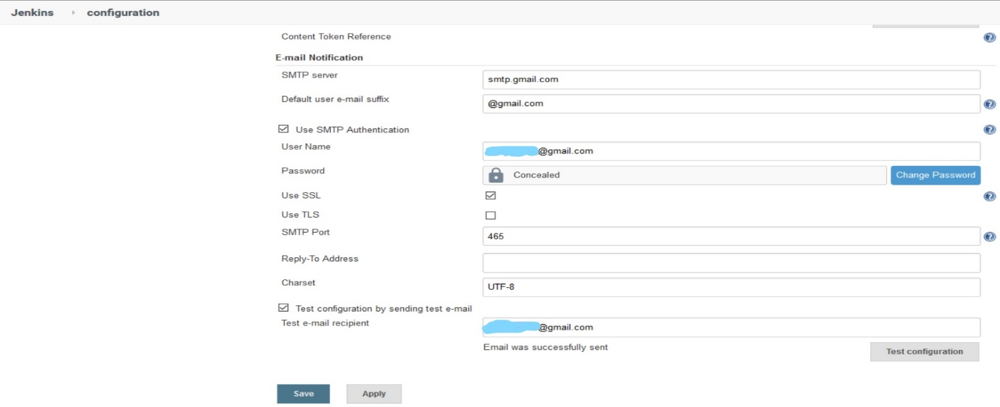 Jenkins configuration
Content Token Reference
E-mail Notification
SMTP server smtp.gmail.com
Default user e-mail suffix @gmail.com
Use SMTP Authentication
User Name @gmail.com
Password Concealed Change Password
Use SSL
Use TLS
SMTP Port 465
Reply-To Address
Charset UTF-8
Test configuration by sending test e-mail
Test e-mail recipient @gmail.com
Email was successfully sent
Test configuration
Save Apply